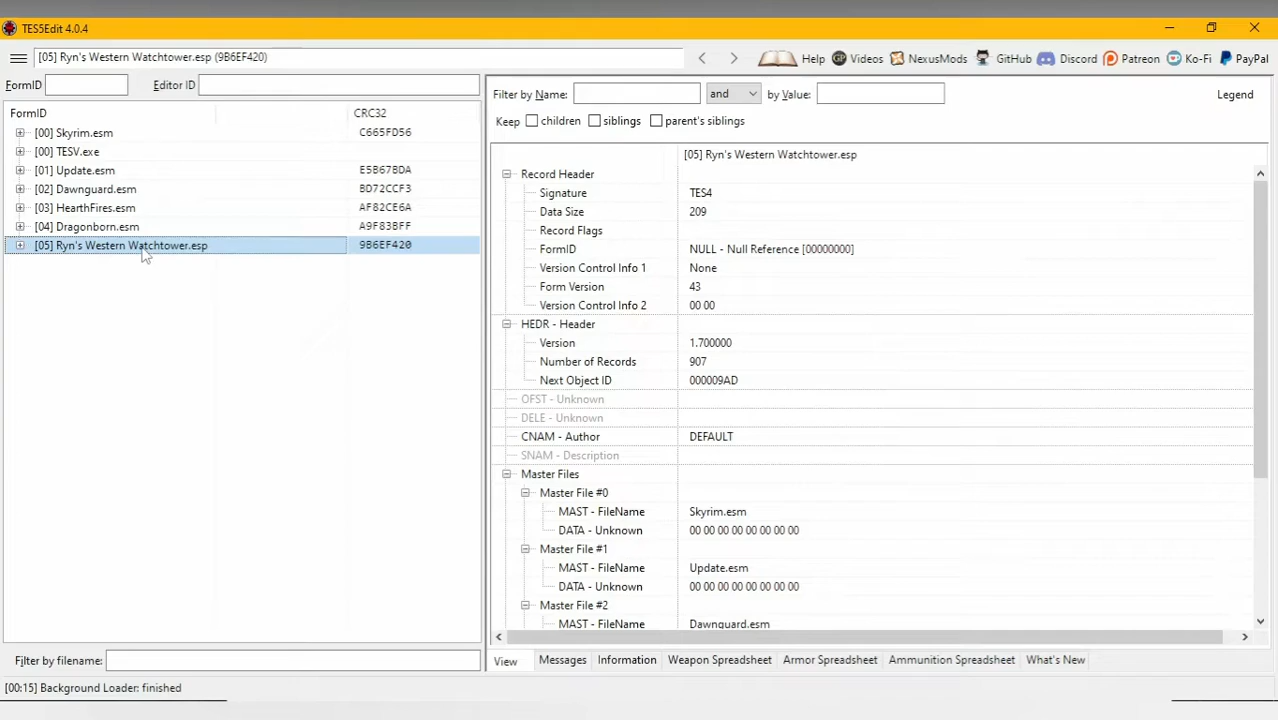 TES5Edit 4.0.4
[05] Ryn's Western Watchtower.esp (9B6EF420)
Help
Videos
NexusMods
GitHub
Discord
Patreon
Ko-Fi
PayPal
FormID
Editor ID
FormID CRC32
[00] Skyrim.esm C665FD56
[00] TESV.exe
[01] Update.esm E5B67BDA
[02] Dawnguard.esm BD72CCF3
[03] HearthFires.esm AF82CE6A
[04] Dragonborn.esm A9F83BFF
[05] Ryn's Western Watchtower.esp 9B6EF420
Filter by filename:
[00:15] Background Loader: finished
Filter by Name: and by Value: Legend
Keep children siblings parent's siblings
[05] Ryn's Western Watchtower.esp
Record Header
Signature TES4
Data Size 209
Record Flags
FormID NULL - Null Reference [00000000]
Version Control Info 1 None
Form Version 43
Version Control Info 2 00 00
HEDR - Header
Version 1.700000
Number of Records 907
Next Object ID 000009AD
OFST - Unknown
DELE - Unknown
CNAM - Author DEFAULT
SNAM - Description
Master Files
Master File #0
MAST - FileName Skyrim.esm
DATA - Unknown 00 00 00 00 00 00 00 00
Master File #1
MAST - FileName Update.esm
DATA - Unknown 00 00 00 00 00 00 00 00
Master File #2
MAST - FileName Dawnguard.esm
View Messages Information Weapon Spreadsheet Armor Spreadsheet Ammunition Spreadsheet What's New